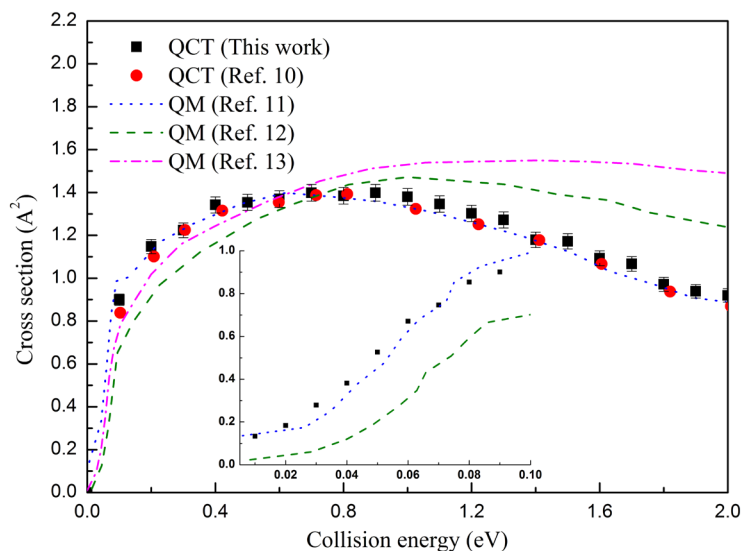 2.2
2.0
1.8
1.6
1.4
1.2
1.0
0.8
0.6
0.4
0.2
0.0
Cross section (A²)
QCT (This work)
QCT (Ref. 10)
QM (Ref. 11)
QM (Ref. 12)
QM (Ref. 13)
1.0
0.8
0.6
0.4
0.2
0.0
0.02 0.04 0.06 0.08 0.10
0.0 0.4 0.8 1.2 1.6 2.0
Collision energy (eV)